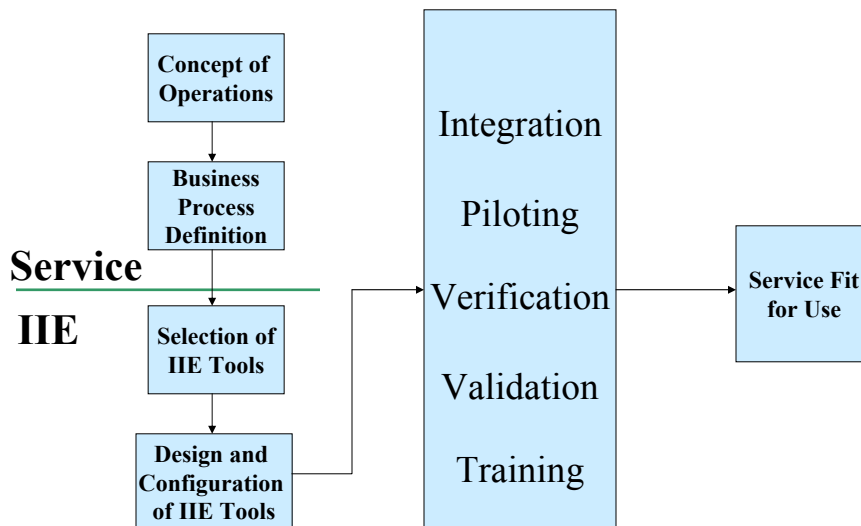 Concept of
Operations
Business
Process
Definition
Service
IIE
Selection of
IIE Tools
Design and
Configuration
of IIE Tools
Integration
Piloting
Verification
Validation
Training
Service Fit
for Use